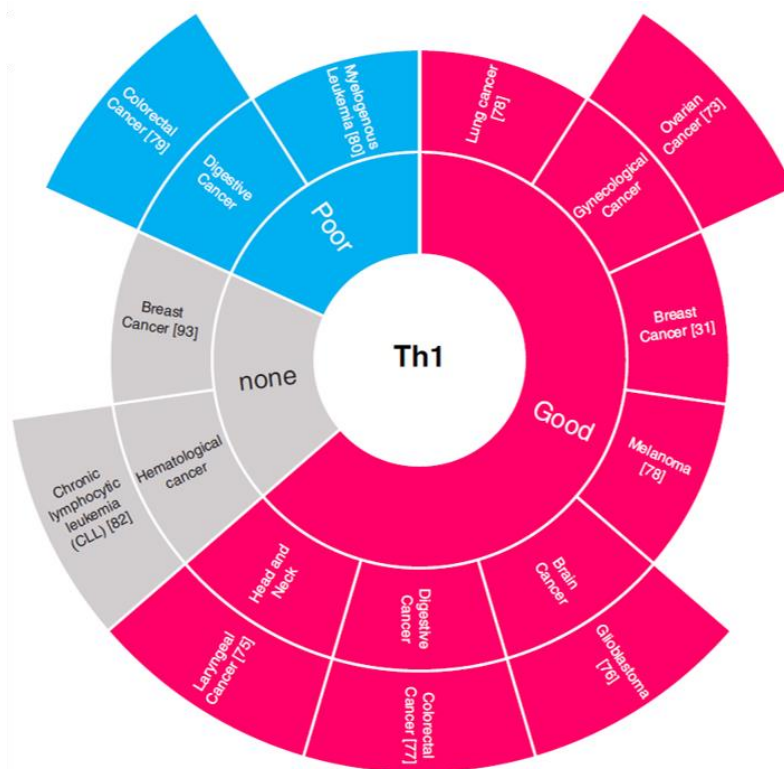 Th1
Good
Lung cancer
[78]
Gynecological
Cancer
Ovarian
Cancer [73]
Breast
Cancer [31]
Melanoma
[78]
Brain
Cancer
Glioblastoma
[76]
Digestive
Cancer
Colorectal
Cancer [77]
Head and
Neck
Laryngeal
Cancer [75]
none
Hematological
cancer
Chronic
lymphocytic
leukemia
(CLL) [82]
Breast
Cancer [93]
Poor
Digestive
Cancer
Colorectal
Cancer [79]
Myelogenous
Leukemia [80]